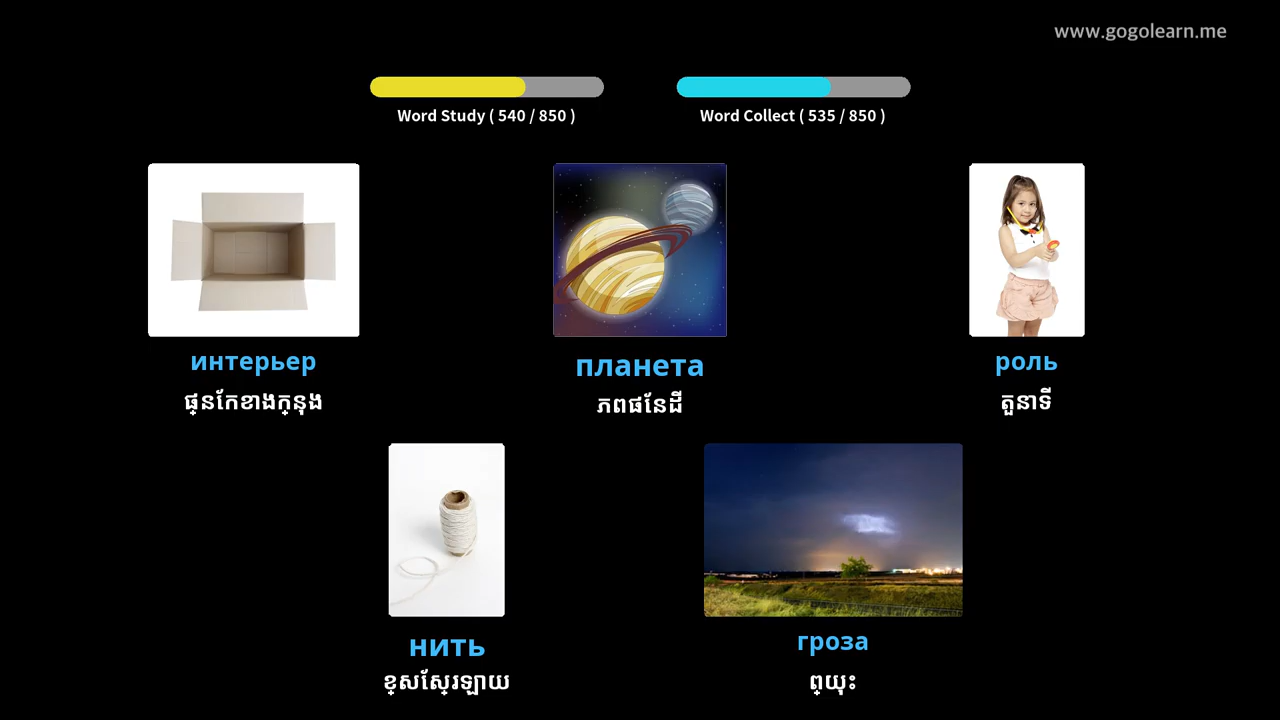 www.gogolearn.me
Word Study ( 540 / 850 )
Word Collect ( 535 / 850 )
интерьер
ផ្នែកខាងក្នុង
планета
ភពផែនដី
роль
តួនាទី
нить
ខ្សែស្រឡាយ
гроза
ព្យុះ